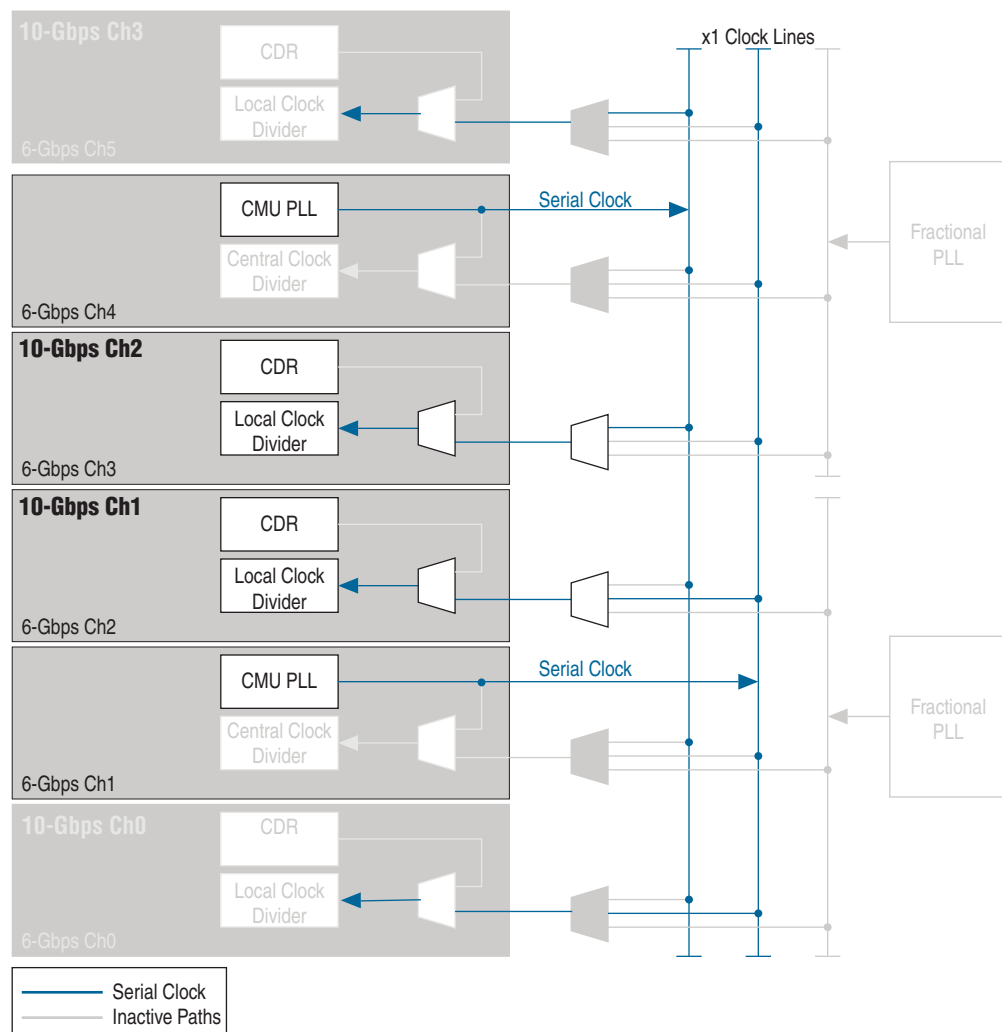 10-Gbps Ch3
CDR
Local Clock
Divider
6-Gbps Ch5
x1 Clock Lines
CMU PLL
Serial Clock
Central Clock
Divider
6-Gbps Ch4
Fractional
PLL
10-Gbps Ch2
CDR
Local Clock
Divider
6-Gbps Ch3
10-Gbps Ch1
CDR
Local Clock
Divider
6-Gbps Ch2
CMU PLL
Serial Clock
Central Clock
Divider
6-Gbps Ch1
Fractional
PLL
10-Gbps Ch0
CDR
Local Clock
Divider
6-Gbps Ch0
Serial Clock
Inactive Paths